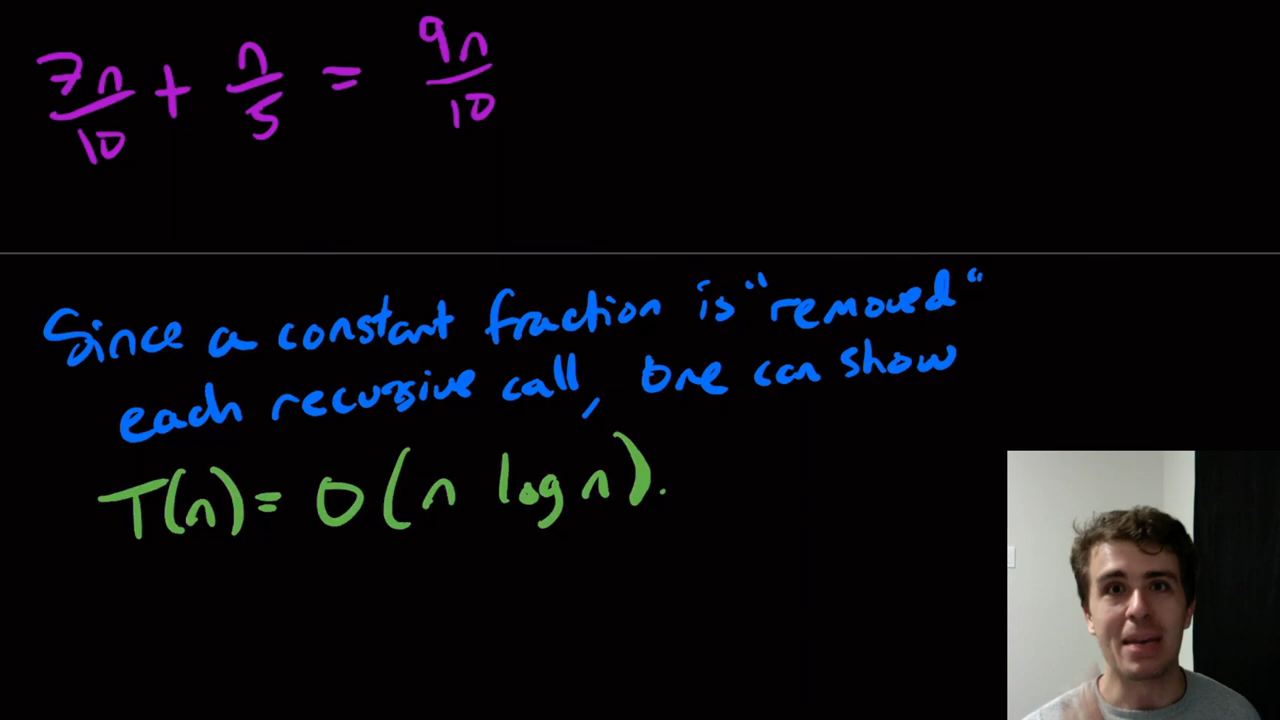 7n/10 + n/5 = 9n/10
Since a constant fraction is "removed"
each recursive call, one can show
T(n) = O(n log n).